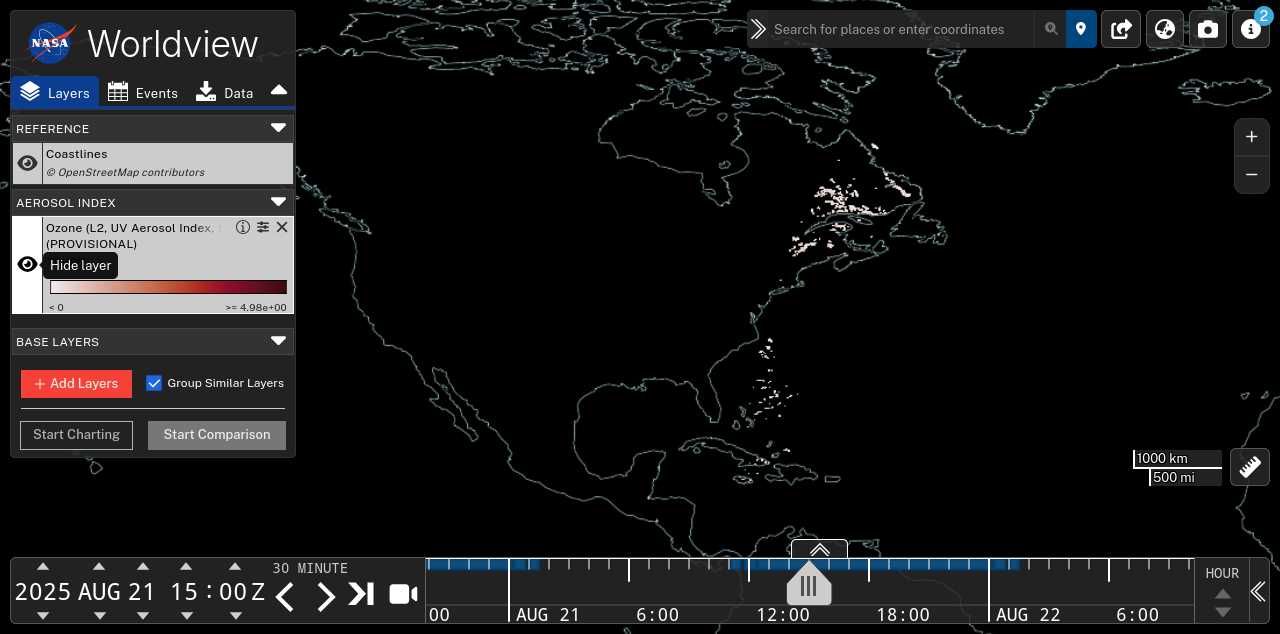 NASA Worldview
Search for places or enter coordinates
2
Layers
Events
Data
REFERENCE
Coastlines
© OpenStreetMap contributors
AEROSOL INDEX
Ozone (L2, UV Aerosol Index,
(PROVISIONAL)
Hide layer
< 0
>= 4.98e+00
BASE LAYERS
+ Add Layers
Group Similar Layers
Start Charting
Start Comparison
1000 km
500 mi
2025 AUG 21 15:00Z
30 MINUTE
00
AUG 21
6:00
12:00
18:00
AUG 22
6:00
HOUR